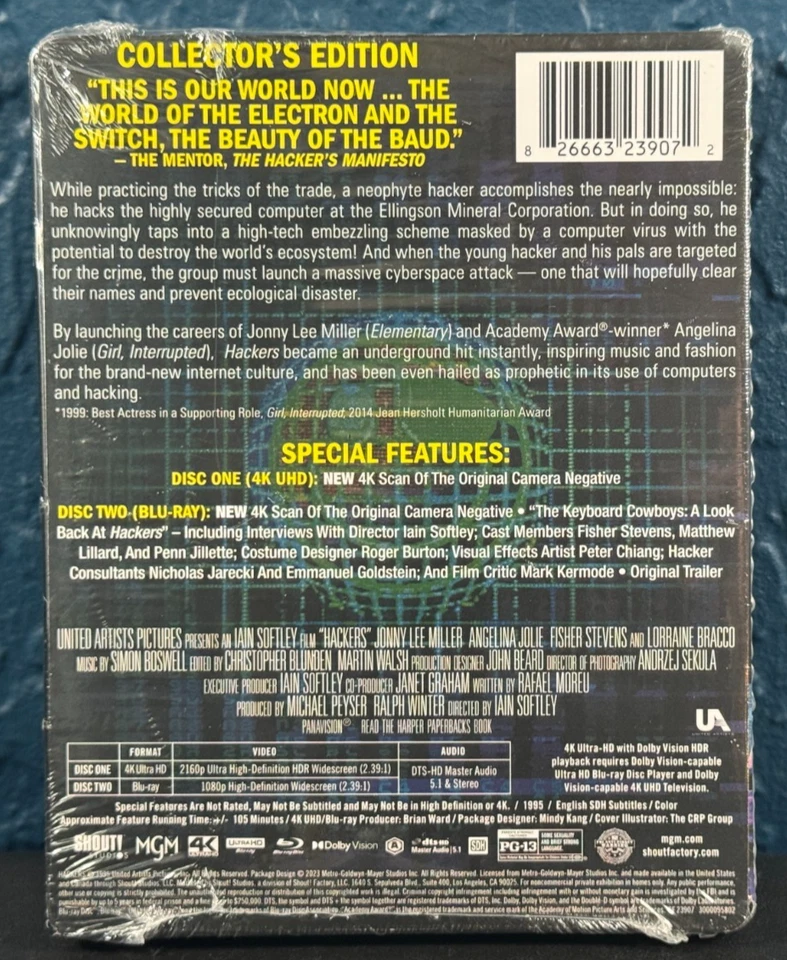 COLLECTOR'S EDITION
"THIS IS OUR WORLD NOW ... THE
WORLD OF THE ELECTRON AND THE
SWITCH, THE BEAUTY OF THE BAUD."
– THE MENTOR, THE HACKER'S MANIFESTO
8 26663 23907 2
While practicing the tricks of the trade, a neophyte hacker accomplishes the nearly impossible:
he hacks the highly secured computer at the Ellingson Mineral Corporation. But in doing so, he
unknowingly taps into a high-tech embezzling scheme masked by a computer virus with the
potential to destroy the world's ecosystem! And when the young hacker and his pals are targeted
for the crime, the group must launch a massive cyberspace attack — one that will hopefully clear
their names and prevent ecological disaster.
By launching the careers of Jonny Lee Miller (Elementary) and Academy Award®-winner* Angelina
Jolie (Girl, Interrupted), Hackers became an underground hit instantly, inspiring music and fashion
for the brand-new internet culture, and has been even hailed as prophetic in its use of computers
and hacking.
*1999: Best Actress in a Supporting Role, Girl, Interrupted; 2014 Jean Hersholt Humanitarian Award
SPECIAL FEATURES:
DISC ONE (4K UHD): NEW 4K Scan Of The Original Camera Negative
DISC TWO (BLU-RAY): NEW 4K Scan Of The Original Camera Negative • "The Keyboard Cowboys: A Look
Back At Hackers" – Including Interviews With Director Iain Softley; Cast Members Fisher Stevens, Matthew
Lillard, And Penn Jillette; Costume Designer Roger Burton; Visual Effects Artist Peter Chiang; Hacker
Consultants Nicholas Jarecki And Emmanuel Goldstein; And Film Critic Mark Kermode • Original Trailer
UNITED ARTISTS PICTURES PRESENTS AN IAIN SOFTLEY FILM "HACKERS" JONNY LEE MILLER ANGELINA JOLIE FISHER STEVENS AND LORRAINE BRACCO
MUSIC BY SIMON BOSWELL EDITED BY CHRISTOPHER BLUNDEN MARTIN WALSH PRODUCTION DESIGNER JOHN BEARD DIRECTOR OF PHOTOGRAPHY ANDRZEJ SEKULA
EXECUTIVE PRODUCER IAIN SOFTLEY CO-PRODUCER JANET GRAHAM WRITTEN BY RAFAEL MOREU
PRODUCED BY MICHAEL PEYSER RALPH WINTER DIRECTED BY IAIN SOFTLEY
PANAVISION® READ THE HARPER PAPERBACKS BOOK
UA
UNITED ARTISTS
FORMAT VIDEO AUDIO
DISC ONE 4K Ultra HD 2160p Ultra High-Definition HDR Widescreen (2.39:1) DTS-HD Master Audio
DISC TWO Blu-ray 1080p High-Definition Widescreen (2.39:1) 5.1 & Stereo
4K Ultra-HD with Dolby Vision HDR
playback requires Dolby Vision-capable
Ultra HD Blu-ray Disc Player and Dolby
Vision-capable 4K UHD Television.
Special Features Are Not Rated, May Not Be Subtitled and May Not Be in High Definition or 4K. / 1995 / English SDH Subtitles / Color
Approximate Feature Running Time: +/- 105 Minutes / 4K UHD/Blu-ray Producer: Brian Ward / Package Designer: Mindy Kang / Cover Illustrator: The CRP Group
SHOUT! STUDIOS MGM 4K ULTRA HD Blu-ray Disc Dolby Vision A dts-HD Master Audio 5.1 SDH PG-13
mgm.com
shoutfactory.com